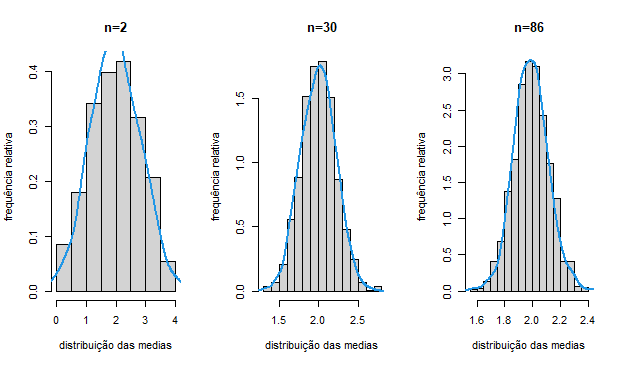 n=2
n=30
n=86
frequência relativa
0.0 0.1 0.2 0.3 0.4
0 1 2 3 4
distribuição das medias
frequência relativa
0.0 0.5 1.0 1.5
1.5 2.0 2.5
distribuição das medias
frequência relativa
0.0 0.5 1.0 1.5 2.0 2.5 3.0
1.6 1.8 2.0 2.2 2.4
distribuição das medias